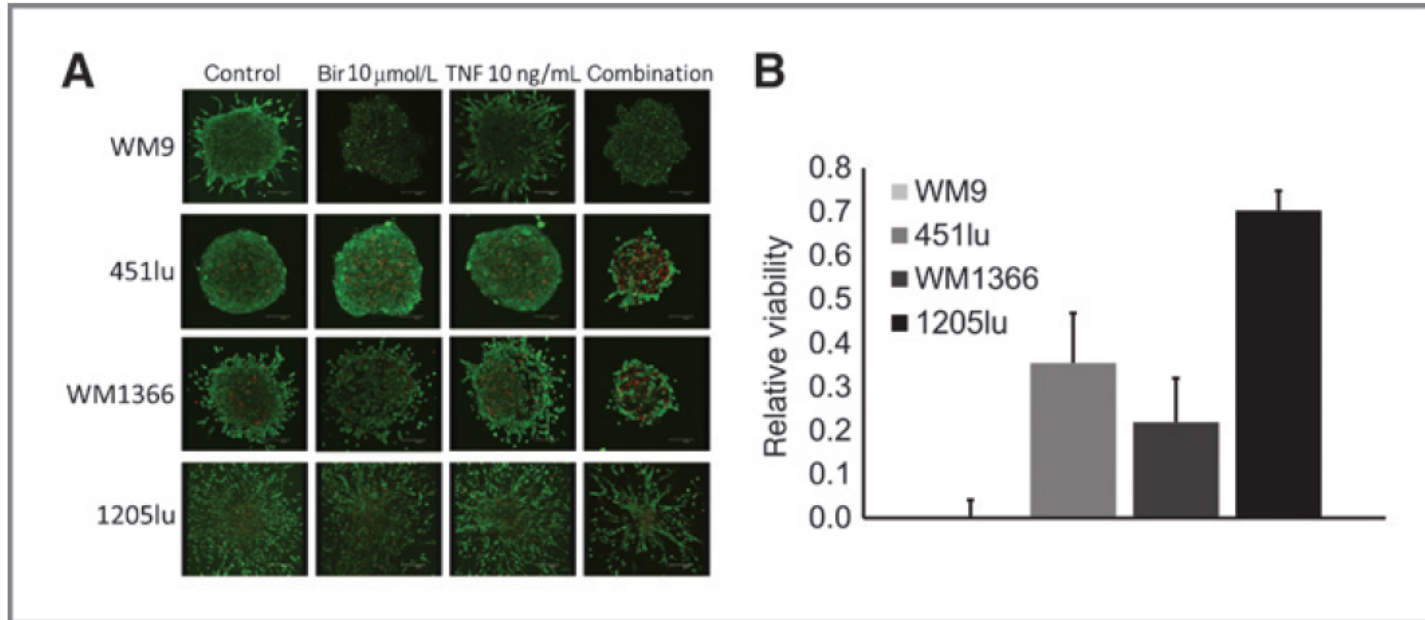 A
Control Bir 10 μmol/L TNF 10 ng/mL Combination
WM9
451lu
WM1366
1205lu
B
Relative viability
0.8
0.7
0.6
0.5
0.4
0.3
0.2
0.1
0.0
WM9
451lu
WM1366
1205lu